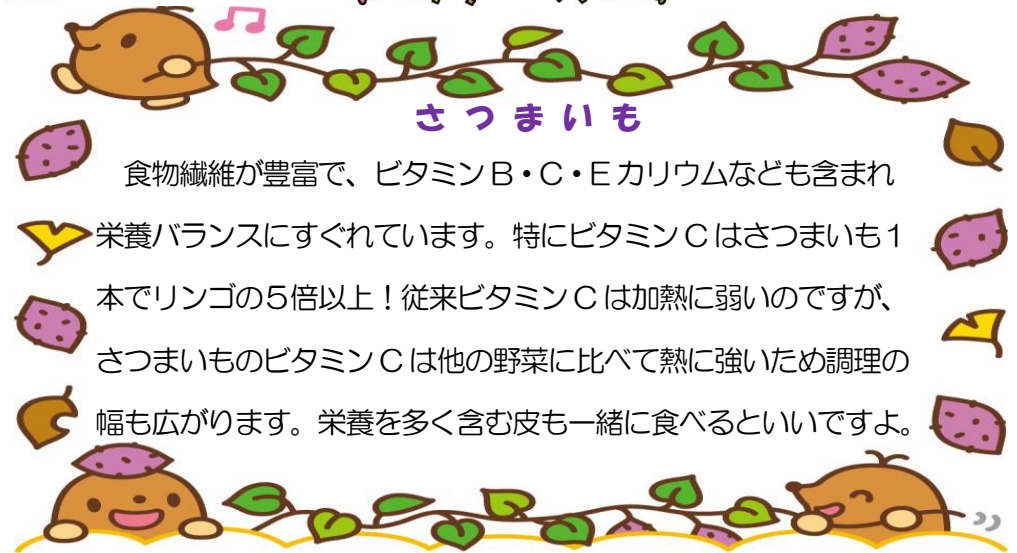 さつまいも
食物繊維が豊富で、ビタミンB・C・Eカリウムなども含まれ
栄養バランスにすぐれています。特にビタミンCはさつまいも1
本でリンゴの5倍以上！従来ビタミンCは加熱に弱いのですが、
さつまいものビタミンCは他の野菜に比べて熱に強いため調理の
幅も広がります。栄養を多く含む皮も一緒に食べるといいですよ。